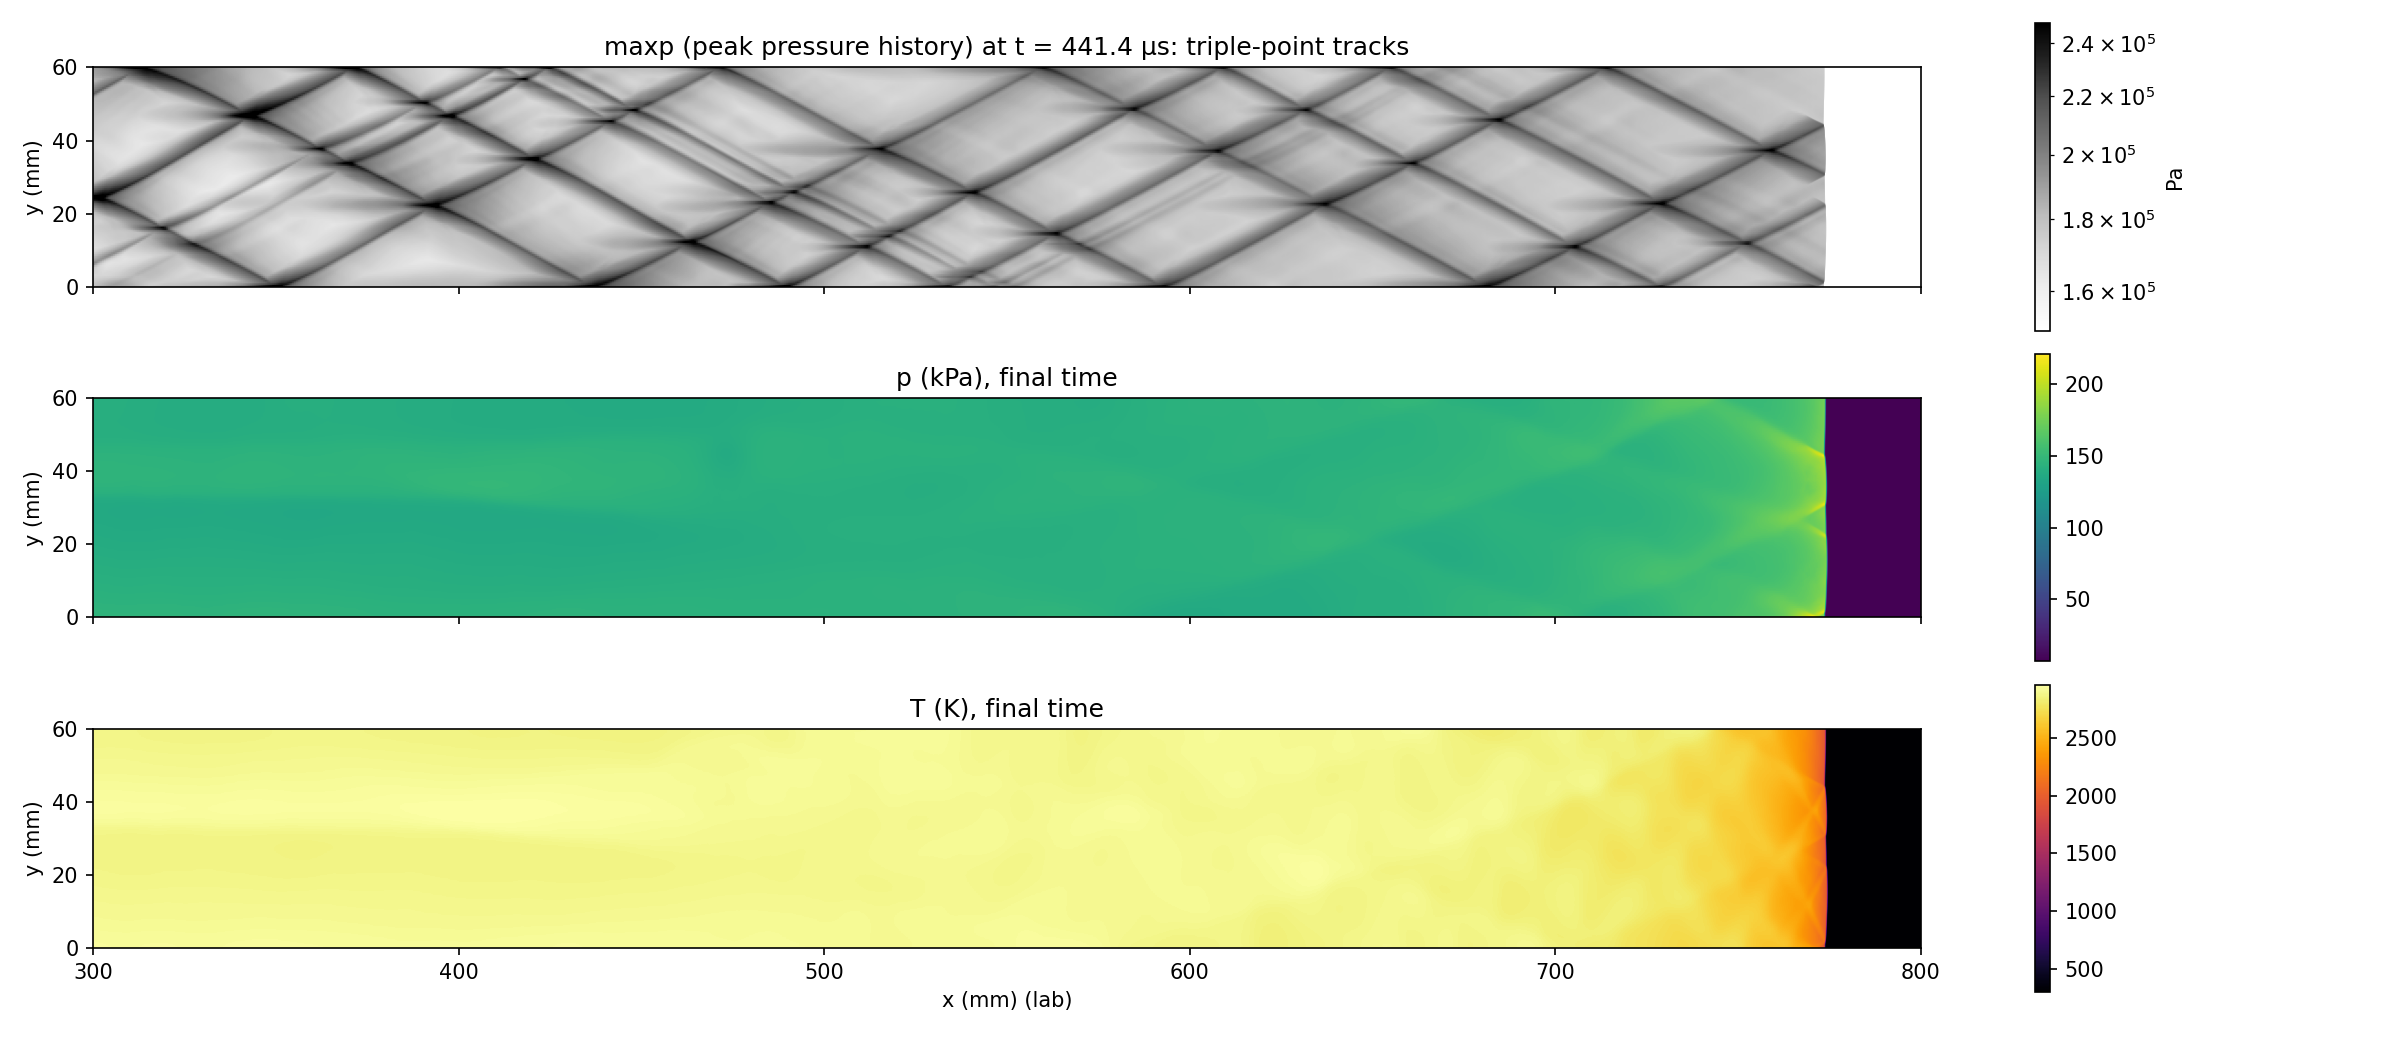 maxp (peak pressure history) at t = 441.4 µs: triple-point tracks
60
40
20
0
y (mm)
2.4 × 10⁵
2.2 × 10⁵
2 × 10⁵
1.8 × 10⁵
1.6 × 10⁵
Pa
p (kPa), final time
60
40
20
0
y (mm)
200
150
100
50
T (K), final time
60
40
20
0
y (mm)
300 400 500 600 700 800
x (mm) (lab)
2500
2000
1500
1000
500